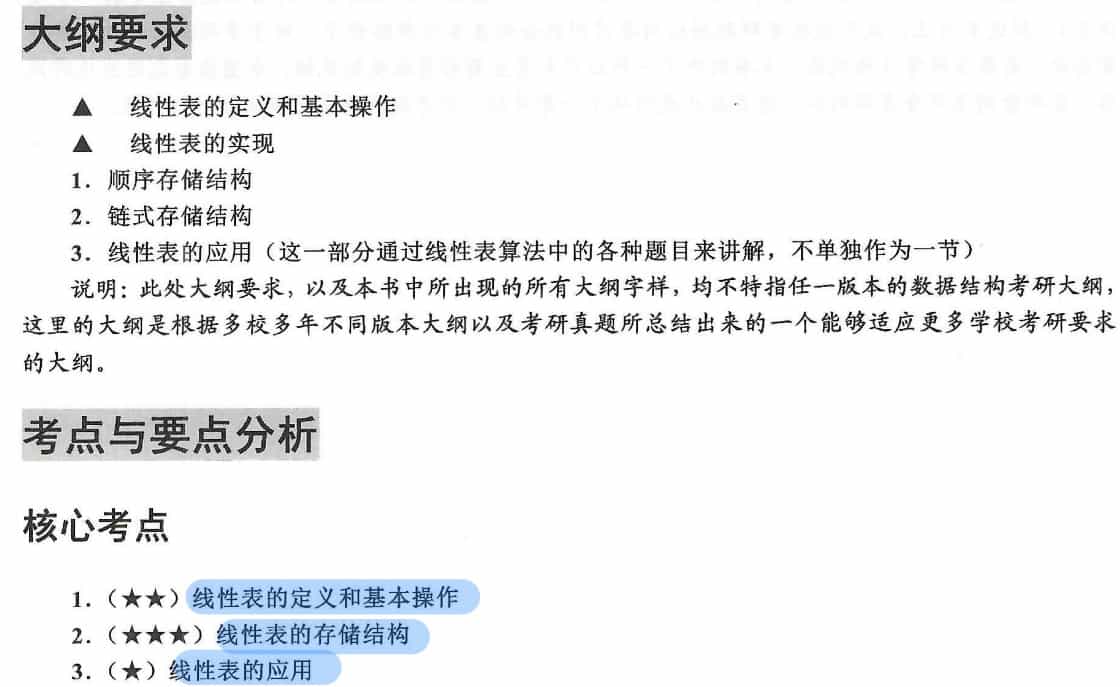 大纲要求
▲ 线性表的定义和基本操作
▲ 线性表的实现
1. 顺序存储结构
2. 链式存储结构
3. 线性表的应用（这一部分通过线性表算法中的各种题目来讲解，不单独作为一节）
说明：此处大纲要求，以及本书中所出现的所有大纲字样，均不特指任一版本的数据结构考研大纲，
这里的大纲是根据多校多年不同版本大纲以及考研真题所总结出来的一个能够适应更多学校考研要求
的大纲。
考点与要点分析
核心考点
1.（★★）线性表的定义和基本操作
2.（★★★）线性表的存储结构
3.（★）线性表的应用